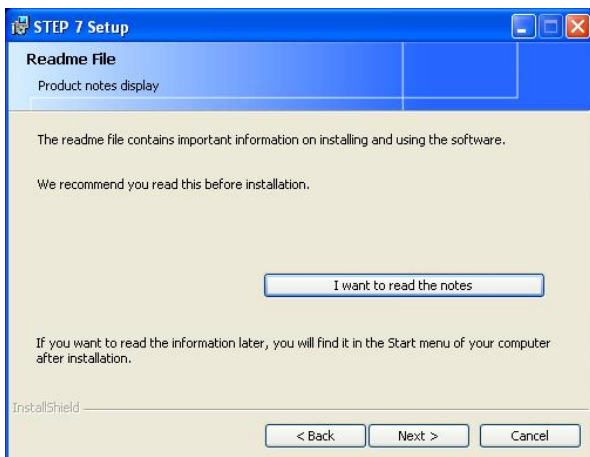 STEP 7 Setup
Readme File
Product notes display
The readme file contains important information on installing and using the software.
We recommend you read this before installation.
I want to read the notes
If you want to read the information later, you will find it in the Start menu of your computer
after installation.
InstallShield
< Back Next > Cancel